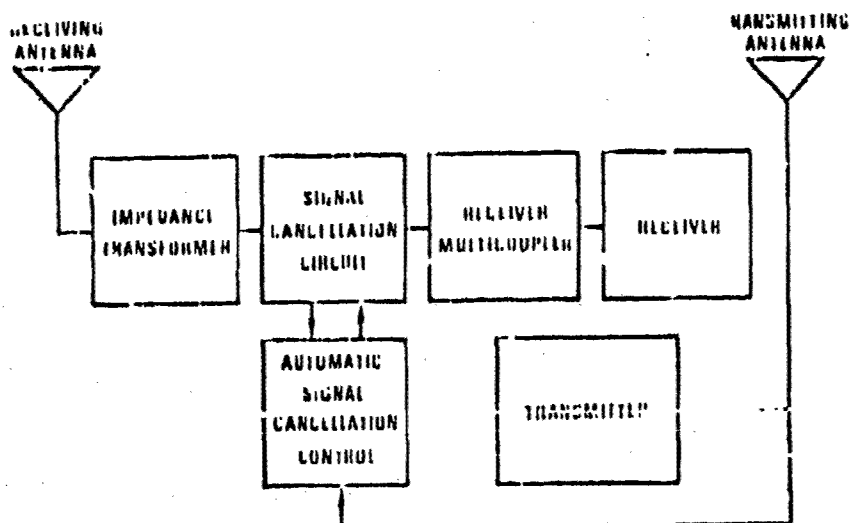 RECEIVING
ANTENNA
TRANSMITTING
ANTENNA
IMPEDANCE
TRANSFORMER
SIGNAL
CANCELLATION
CIRCUIT
RECEIVER
MULTICOUPLER
RECEIVER
AUTOMATIC
SIGNAL
CANCELLATION
CONTROL
TRANSMITTER